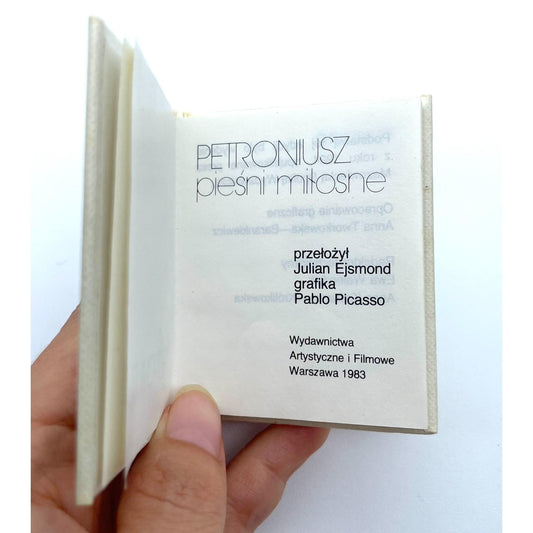 PETRONIUSZ
pieśni miłosne
przełożył
Julian Ejsmond
grafika
Pablo Picasso
Wydawnictwa
Artystyczne i Filmowe
Warszawa 1983